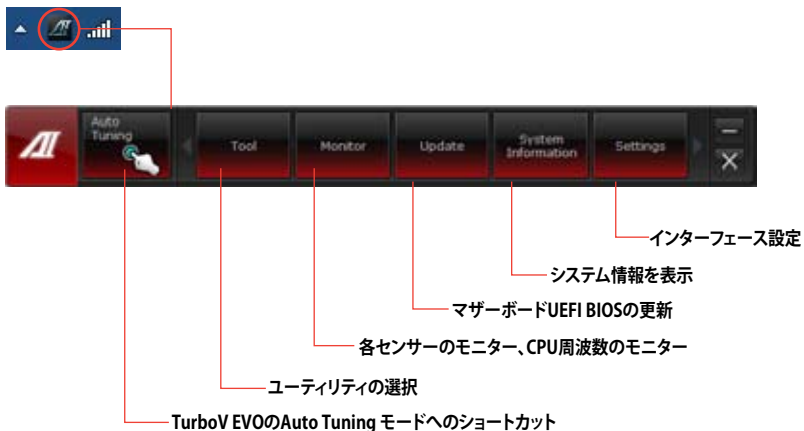 Auto
Tuning
Tool
Monitor
Update
System
Information
Settings
インターフェース設定
システム情報を表示
マザーボードUEFI BIOSの更新
各センサーのモニター、CPU周波数のモニター
ユーティリティの選択
TurboV EVOのAuto Tuning モードへのショートカット